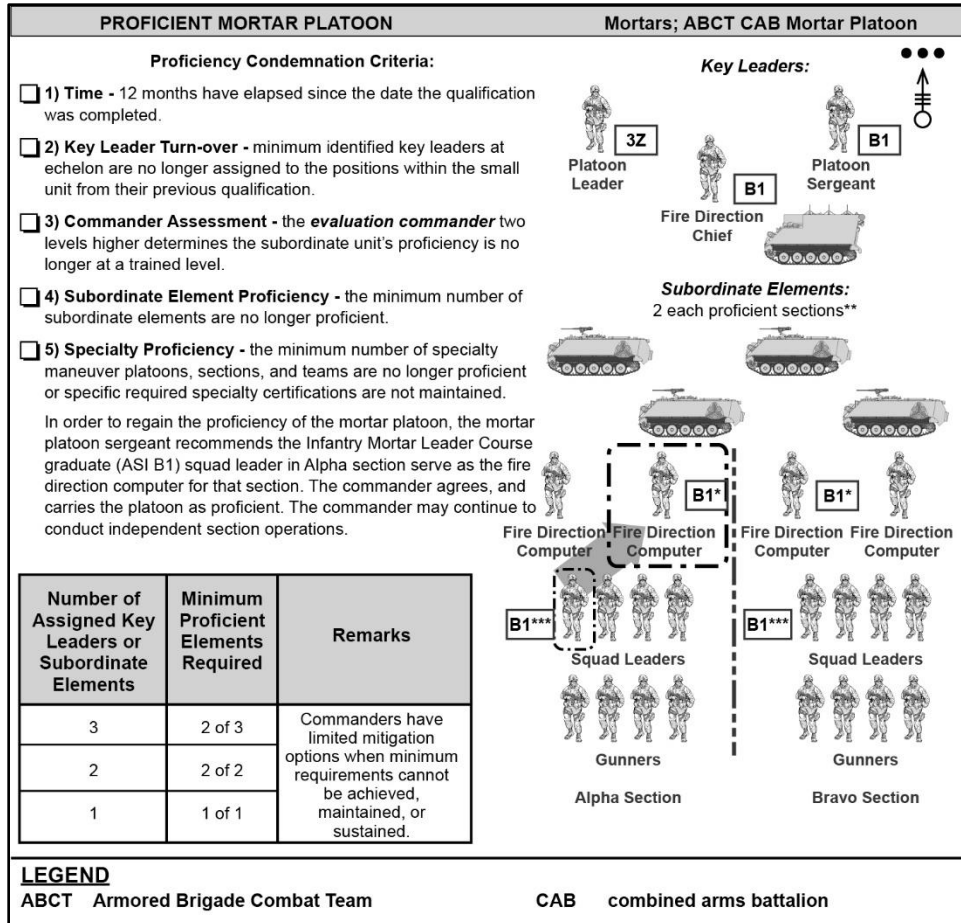 PROFICIENT MORTAR PLATOON
Mortars; ABCT CAB Mortar Platoon
Proficiency Condemnation Criteria:
1) Time - 12 months have elapsed since the date the qualification
was completed.
2) Key Leader Turn-over - minimum identified key leaders at
echelon are no longer assigned to the positions within the small
unit from their previous qualification.
3) Commander Assessment - the evaluation commander two
levels higher determines the subordinate unit's proficiency is no
longer at a trained level.
4) Subordinate Element Proficiency - the minimum number of
subordinate elements are no longer proficient.
5) Specialty Proficiency - the minimum number of specialty
maneuver platoons, sections, and teams are no longer proficient
or specific required specialty certifications are not maintained.
In order to regain the proficiency of the mortar platoon, the mortar
platoon sergeant recommends the Infantry Mortar Leader Course
graduate (ASI B1) squad leader in Alpha section serve as the fire
direction computer for that section. The commander agrees, and
carries the platoon as proficient. The commander may continue to
conduct independent section operations.
Number of
Assigned Key
Leaders or
Subordinate
Elements
Minimum
Proficient
Elements
Required
Remarks
3
2 of 3
2
2 of 2
1
1 of 1
Commanders have
limited mitigation
options when minimum
requirements cannot
be achieved,
maintained, or
sustained.
Key Leaders:
3Z
Platoon
Leader
B1
Fire Direction
Chief
B1
Platoon
Sergeant
Subordinate Elements:
2 each proficient sections**
B1*
B1*
Fire Direction
Computer
Fire Direction
Computer
Fire Direction
Computer
Fire Direction
Computer
B1***
B1***
Squad Leaders
Squad Leaders
Gunners
Gunners
Alpha Section
Bravo Section
LEGEND
ABCT Armored Brigade Combat Team
CAB combined arms battalion